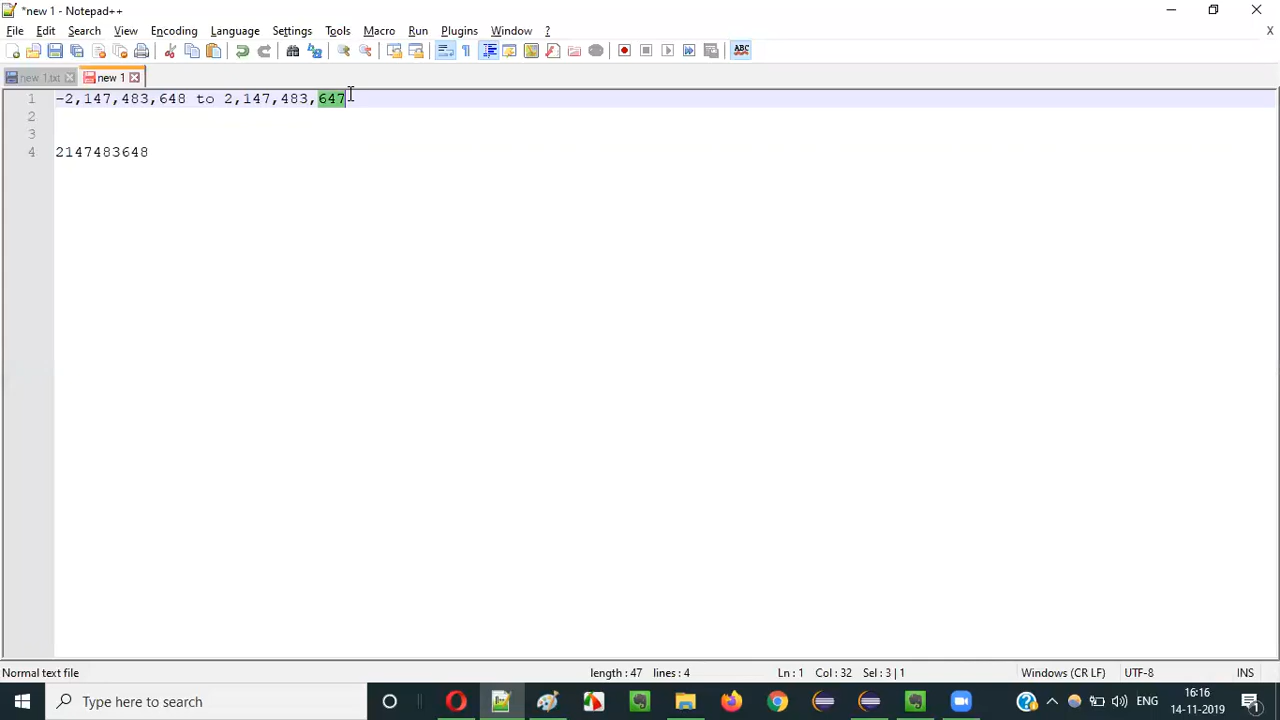 *new 1 - Notepad++
File Edit Search View Encoding Language Settings Tools Macro Run Plugins Window ? X
new 1.txt new 1
1 -2,147,483,648 to 2,147,483,647
2
3
4 2147483648
Normal text file length : 47 lines : 4 Ln : 1 Col : 32 Sel : 3 | 1 Windows (CR LF) UTF-8 INS
Type here to search ENG 16:16
14-11-2019